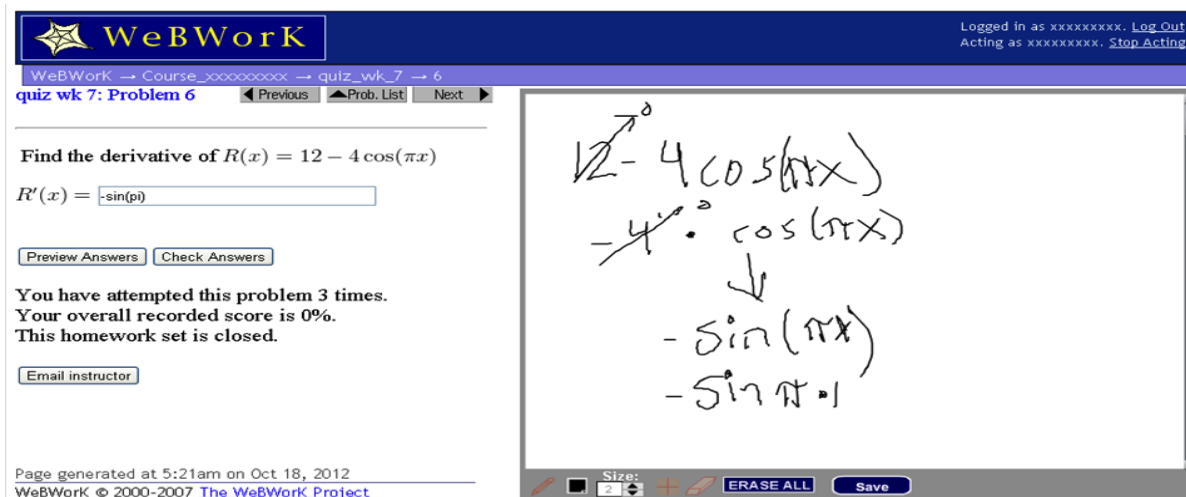 WeBWorK
Logged in as xxxxxxxxx. Log Out
Acting as xxxxxxxxx. Stop Acting
WeBWorK → Course_xxxxxxxxx → quiz_wk_7 → 6
quiz wk 7: Problem 6
Previous Prob. List Next
Find the derivative of R(x) = 12 − 4 cos(πx)
R′(x) = -sin(pi)
Preview Answers Check Answers
You have attempted this problem 3 times.
Your overall recorded score is 0%.
This homework set is closed.
Email instructor
Page generated at 5:21am on Oct 18, 2012
WeBWorK © 2000-2007 The WeBWorK Project
12 - 4 cos(πx)
0
-4 · cos(πx)
0
↓
- sin(πx)
- sin π · 1
Size:
2
ERASE ALL Save